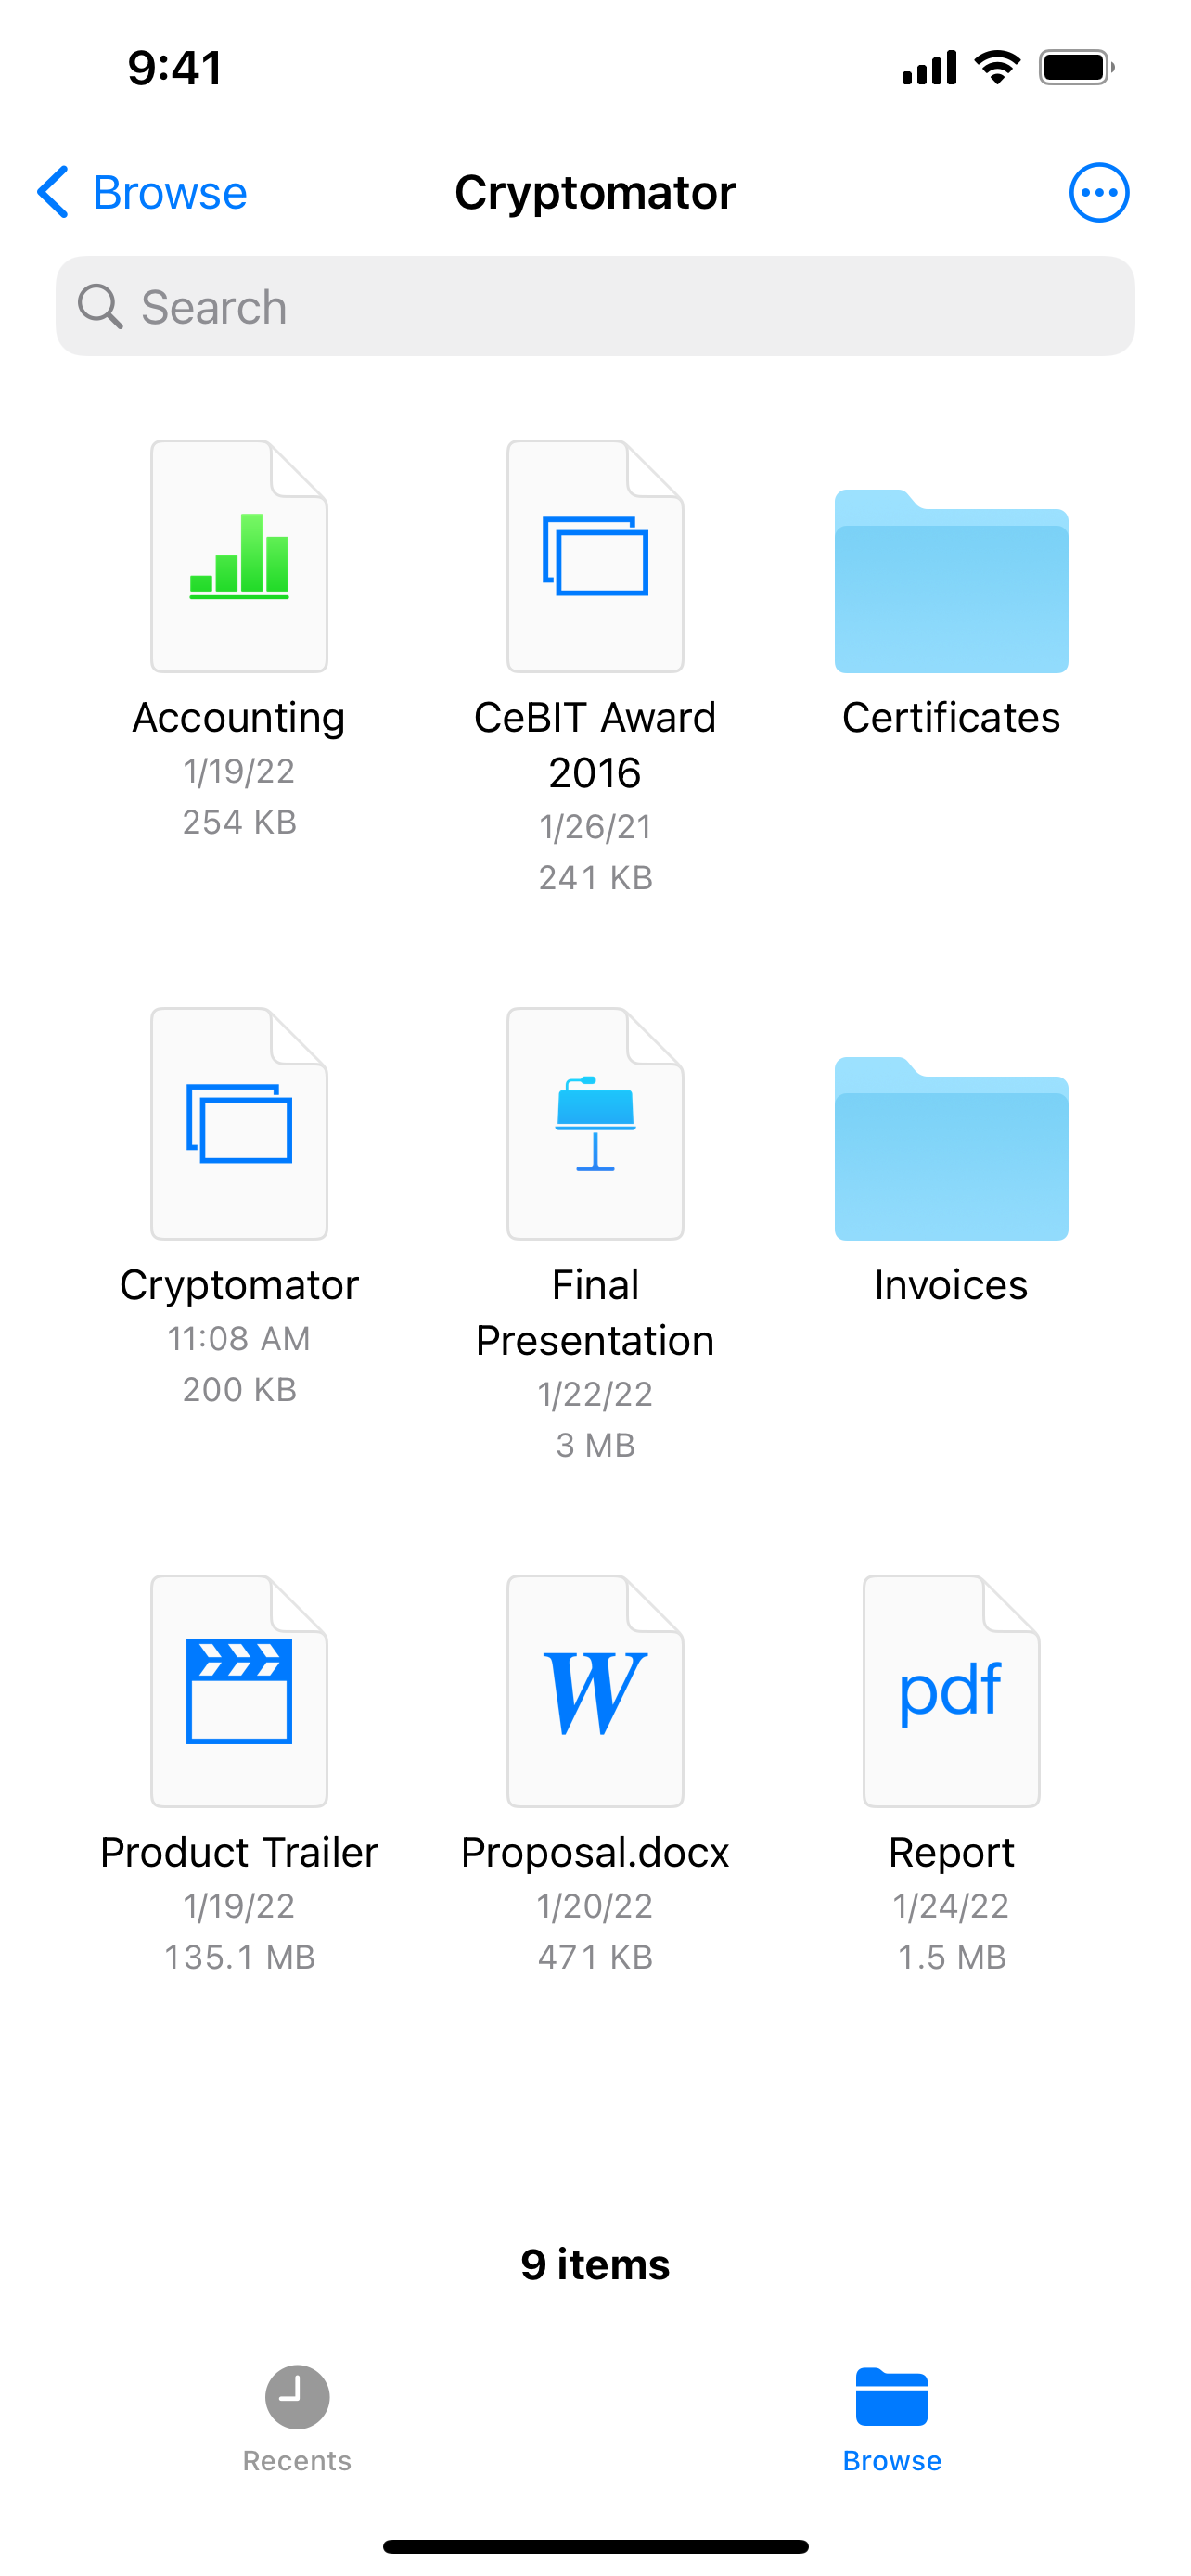 9:41
Browse
Cryptomator
Search
Accounting
1/19/22
254 KB
CeBIT Award
2016
1/26/21
241 KB
Certificates
Cryptomator
11:08 AM
200 KB
Final
Presentation
1/22/22
3 MB
Invoices
W
pdf
Product Trailer
1/19/22
135.1 MB
Proposal.docx
1/20/22
471 KB
Report
1/24/22
1.5 MB
9 items
Recents
Browse